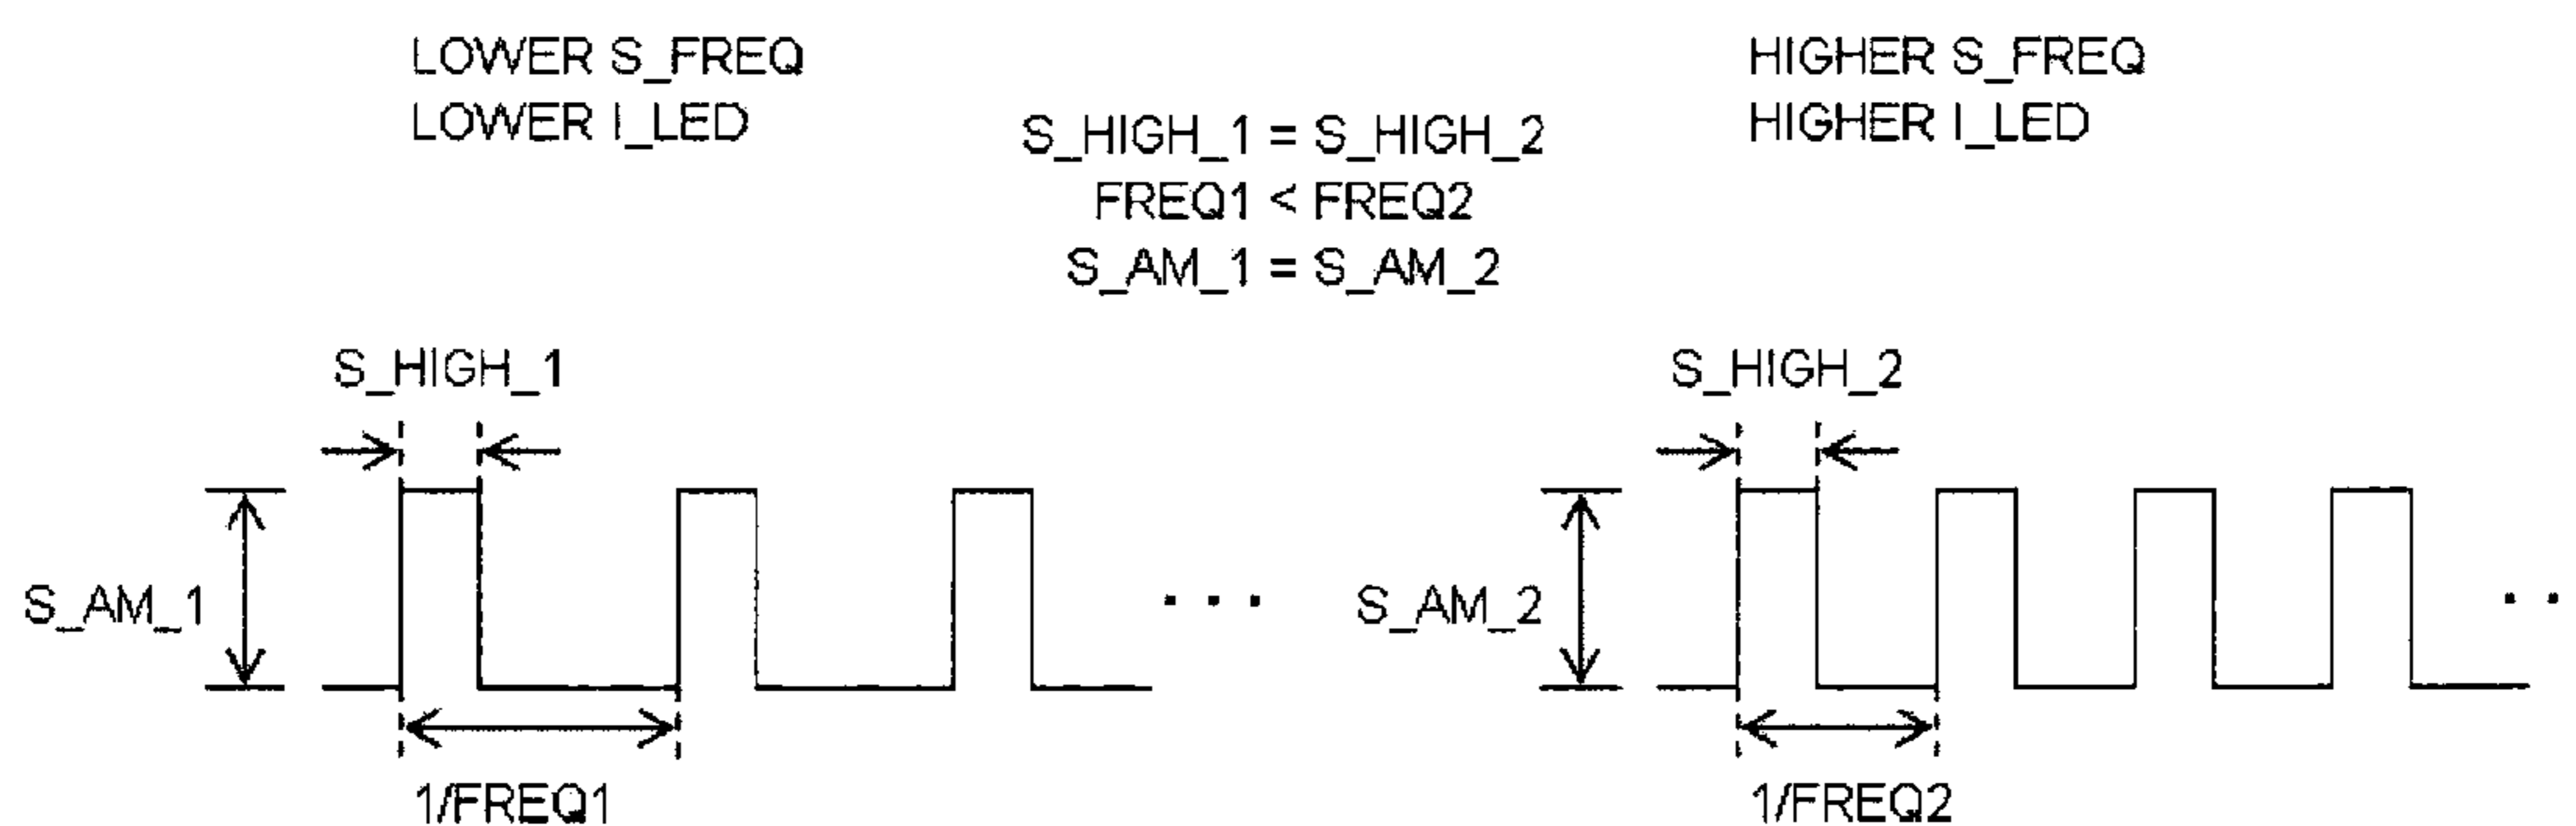 LOWER S_FREQ
LOWER I_LED
HIGHER S_FREQ
HIGHER I_LED
S_HIGH_1 = S_HIGH_2
FREQ1 < FREQ2
S_AM_1 = S_AM_2
S_HIGH_1
S_HIGH_2
S_AM_1
S_AM_2
1/FREQ1
1/FREQ2